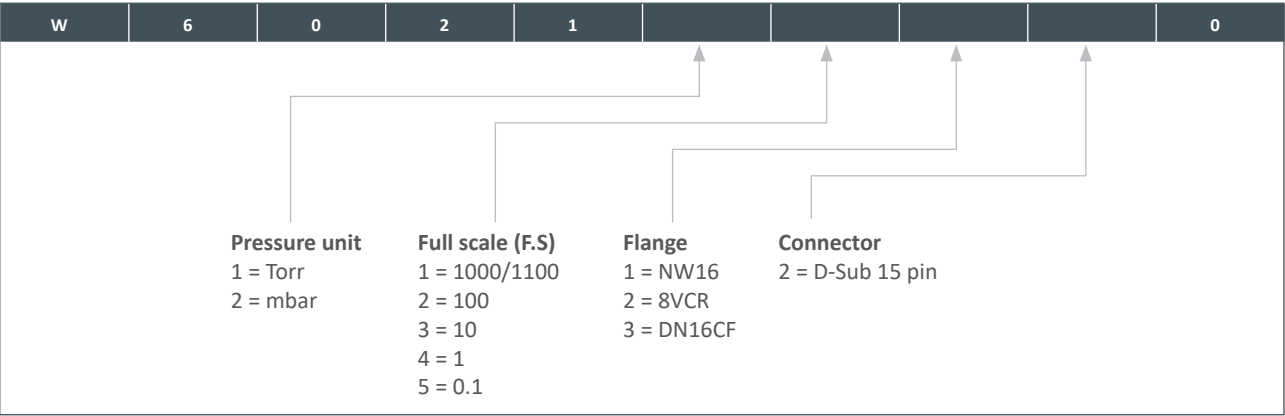 W 6 0 2 1 0
Pressure unit Full scale (F.S) Flange Connector
1 = Torr 1 = 1000/1100 1 = NW16 2 = D-Sub 15 pin
2 = mbar 2 = 100 2 = 8VCR
3 = 10 3 = DN16CF
4 = 1
5 = 0.1